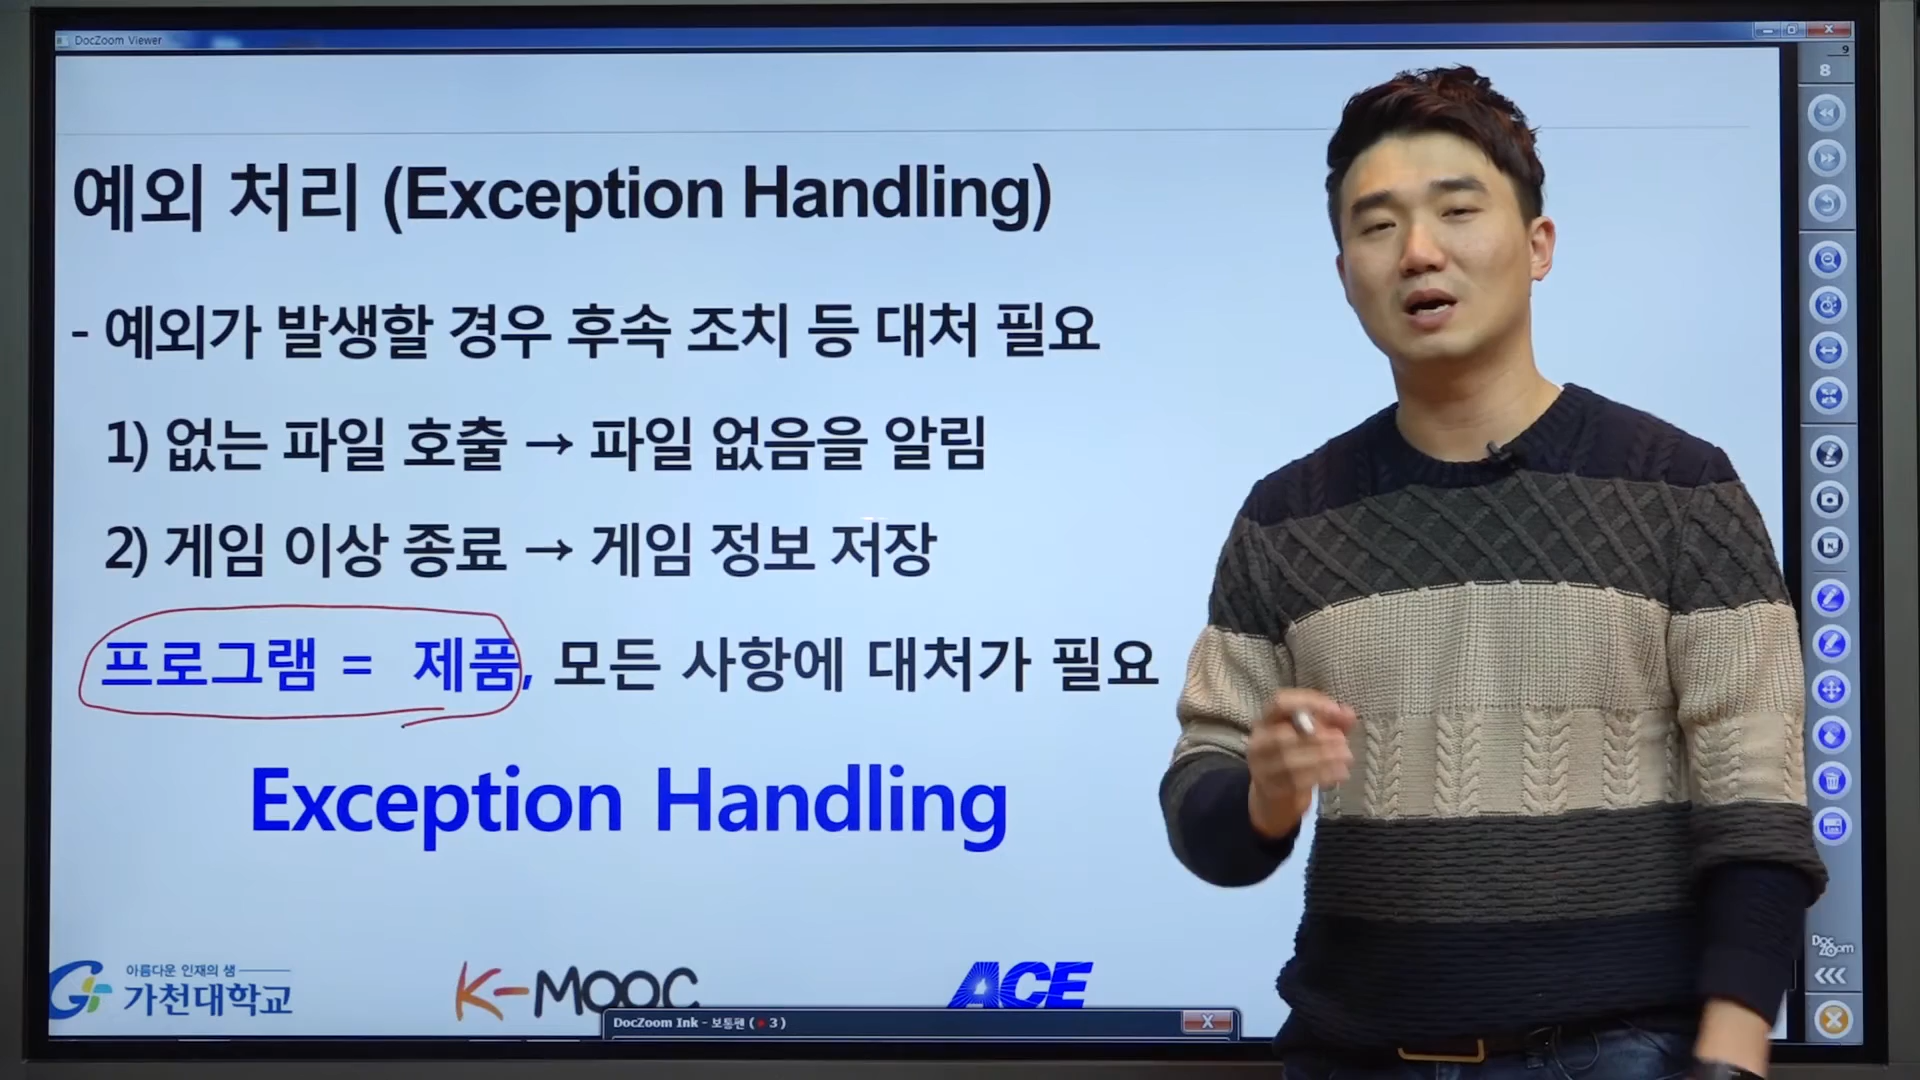 DocZoom Viewer
9
8
예외 처리 (Exception Handling)
- 예외가 발생할 경우 후속 조치 등 대처 필요
1) 없는 파일 호출 → 파일 없음을 알림
2) 게임 이상 종료 → 게임 정보 저장
프로그램 = 제품, 모든 사항에 대처가 필요
Exception Handling
아름다운 인재의 샘
가천대학교
K-MOOC
ACE
DocZoom Ink - 보통펜 ( 3 )
Doc
Zoom